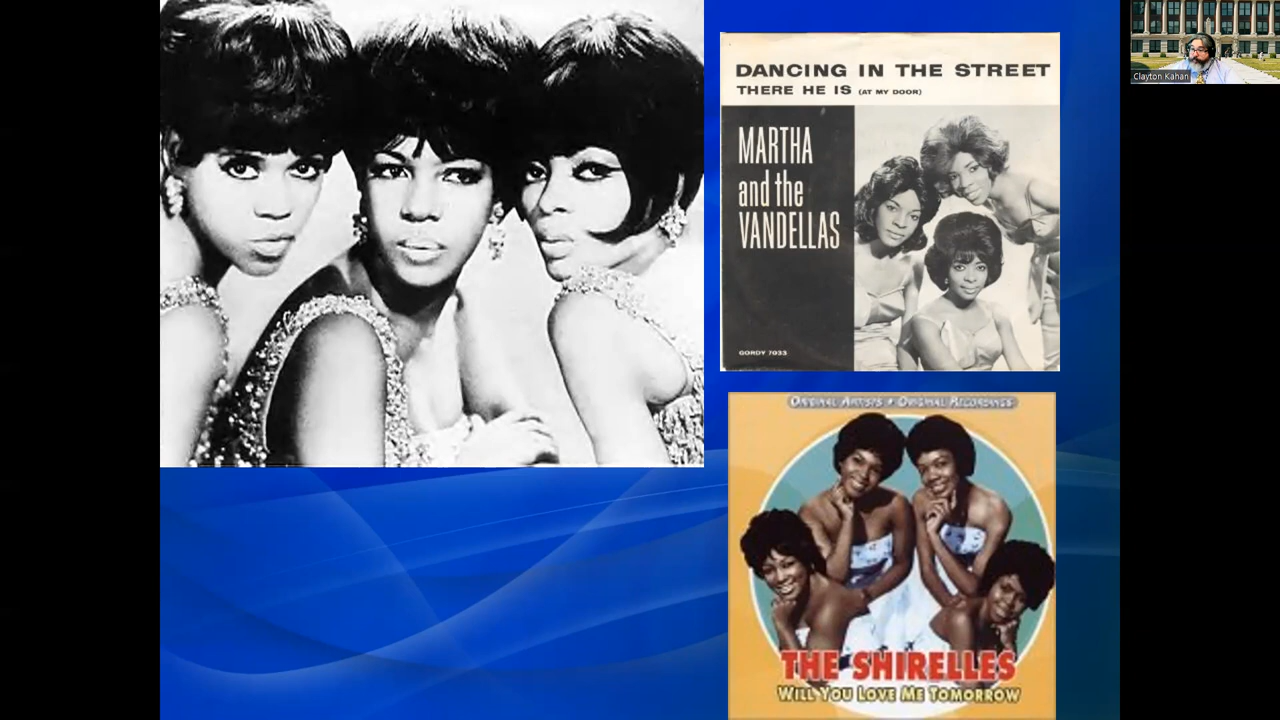 DANCING IN THE STREET
THERE HE IS (AT MY DOOR)
MARTHA
and the
VANDELLAS
GORDY 7033
Clayton Kahan
ORIGINAL ARTISTS • ORIGINAL RECORDINGS
THE SHIRELLES
WILL YOU LOVE ME TOMORROW